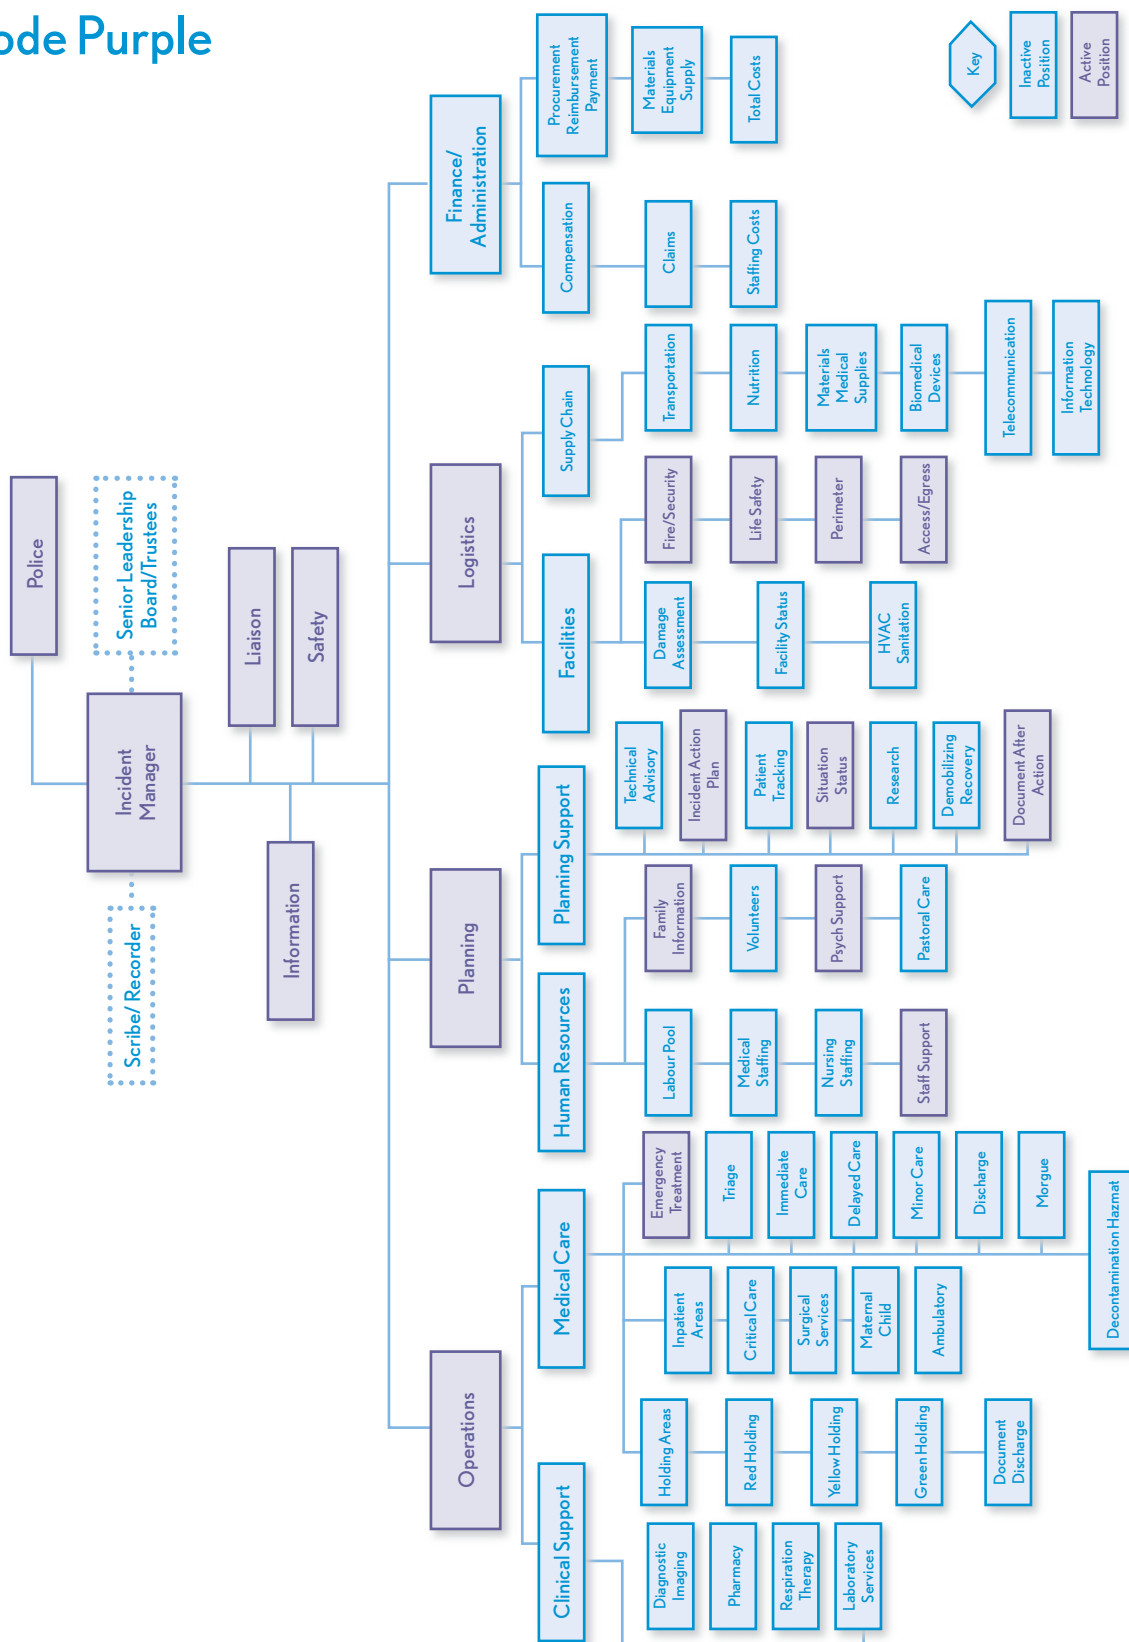 ode Purple
Police
Senior Leadership
Board/Trustees
Incident
Manager
Scribe/ Recorder
Liaison
Safety
Information
Operations
Planning
Logistics
Finance/
Administration
Clinical Support
Medical Care
Human Resources
Planning Support
Facilities
Supply Chain
Compensation
Procurement
Reimbursement
Payment
Diagnostic
Imaging
Pharmacy
Respiration
Therapy
Laboratory
Services
Holding Areas
Red Holding
Yellow Holding
Green Holding
Document
Discharge
Inpatient
Areas
Critical Care
Surgical
Services
Maternal
Child
Ambulatory
Emergency
Treatment
Triage
Immediate
Care
Delayed Care
Minor Care
Discharge
Morgue
Decontamination Hazmat
Labour Pool
Medical
Staffing
Nursing
Staffing
Staff Support
Family
Information
Volunteers
Psych Support
Pastoral Care
Technical
Advisory
Incident Action
Plan
Patient
Tracking
Situation
Status
Research
Demobilizing
Recovery
Document After
Action
Damage
Assessment
Facility Status
HVAC
Sanitation
Fire/Security
Life Safety
Perimeter
Access/Egress
Transportation
Nutrition
Materials
Medical
Supplies
Biomedical
Devices
Telecommunication
Information
Technology
Claims
Staffing Costs
Materials
Equipment
Supply
Total Costs
Key
Inactive
Position
Active
Position